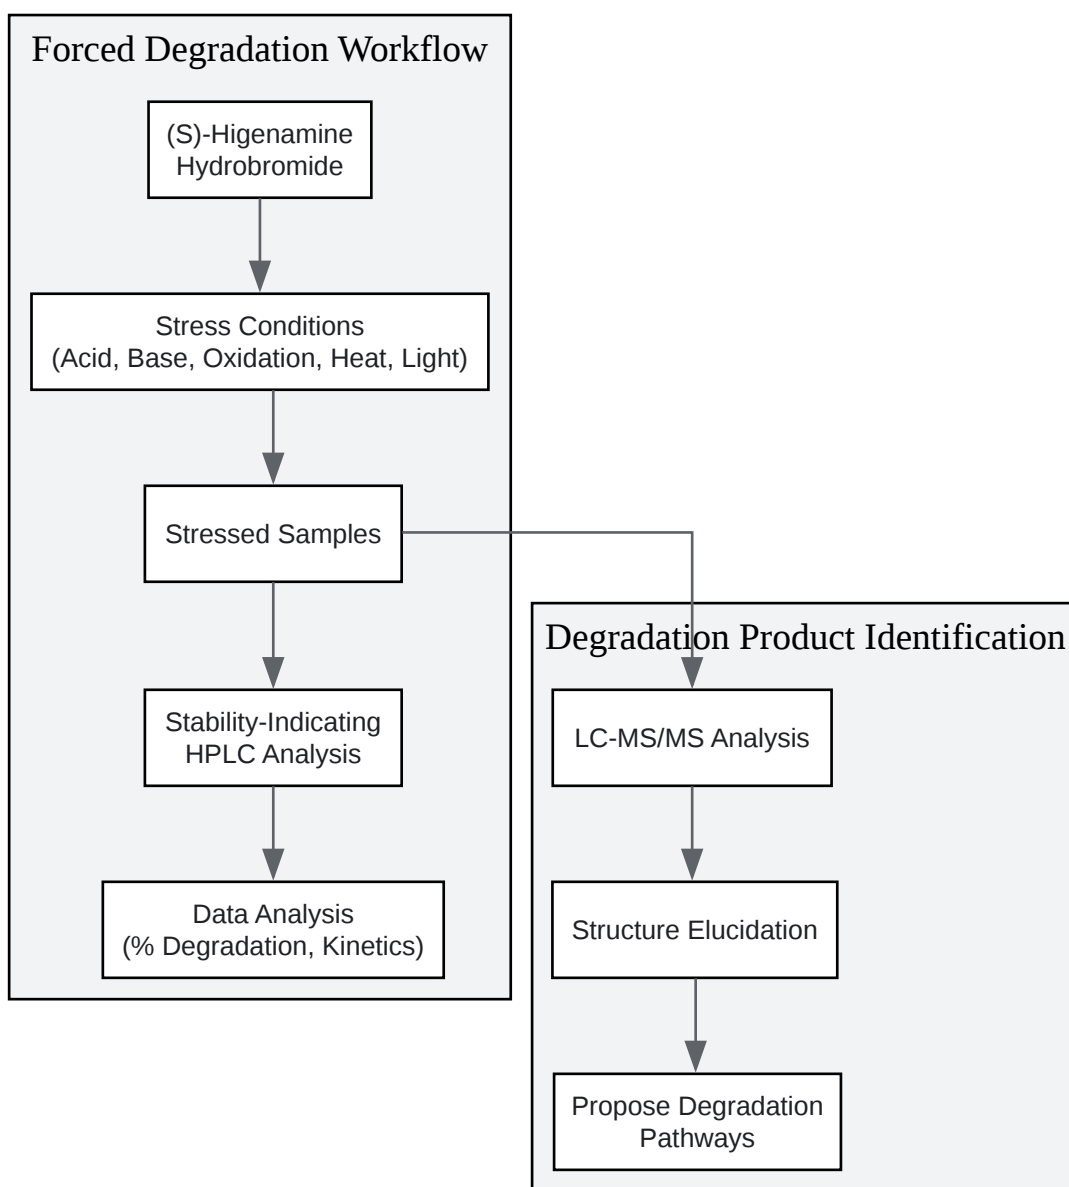 Forced Degradation Workflow
(S)-Higenamine
Hydrobromide
Stress Conditions
(Acid, Base, Oxidation, Heat, Light)
Stressed Samples
Stability-Indicating
HPLC Analysis
Data Analysis
(% Degradation, Kinetics)
Degradation Product Identification
LC-MS/MS Analysis
Structure Elucidation
Propose Degradation
Pathways